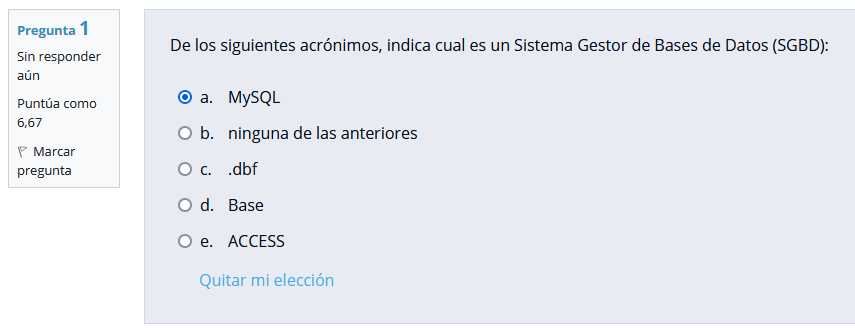 Pregunta 1
Sin responder
aún
Puntúa como
6,67
Marcar
pregunta
De los siguientes acrónimos, indica cual es un Sistema Gestor de Bases de Datos (SGBD):
a. MySQL
b. ninguna de las anteriores
c. .dbf
d. Base
e. ACCESS
Quitar mi elección